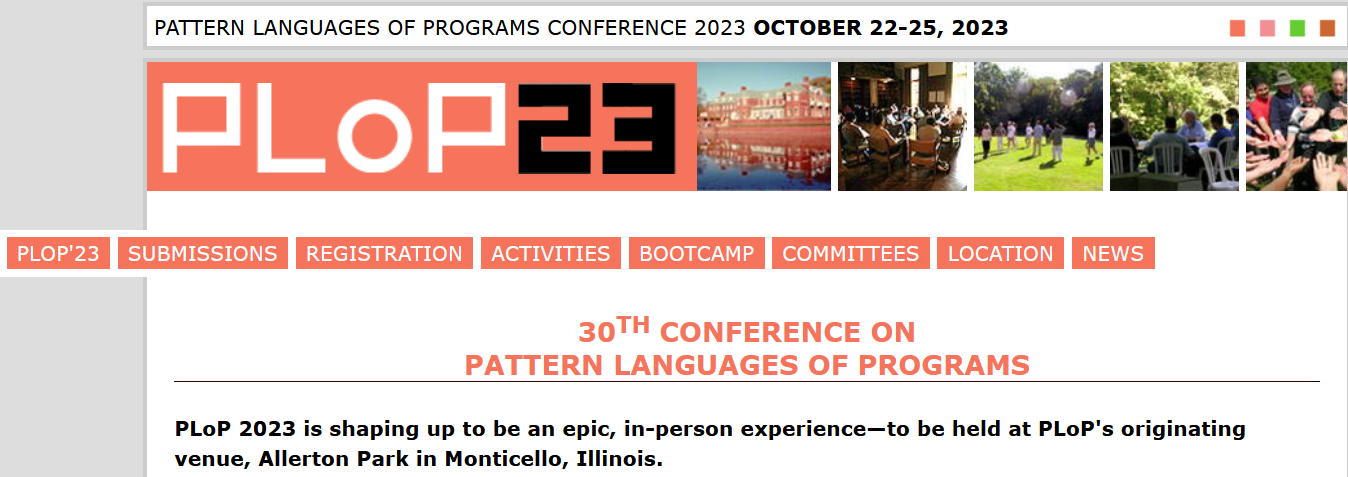 PATTERN LANGUAGES OF PROGRAMS CONFERENCE 2023 OCTOBER 22-25, 2023
PLoP23
PLOP'23 SUBMISSIONS REGISTRATION ACTIVITIES BOOTCAMP COMMITTEES LOCATION NEWS
30TH CONFERENCE ON
PATTERN LANGUAGES OF PROGRAMS
PLoP 2023 is shaping up to be an epic, in-person experience—to be held at PLoP's originating
venue, Allerton Park in Monticello, Illinois.